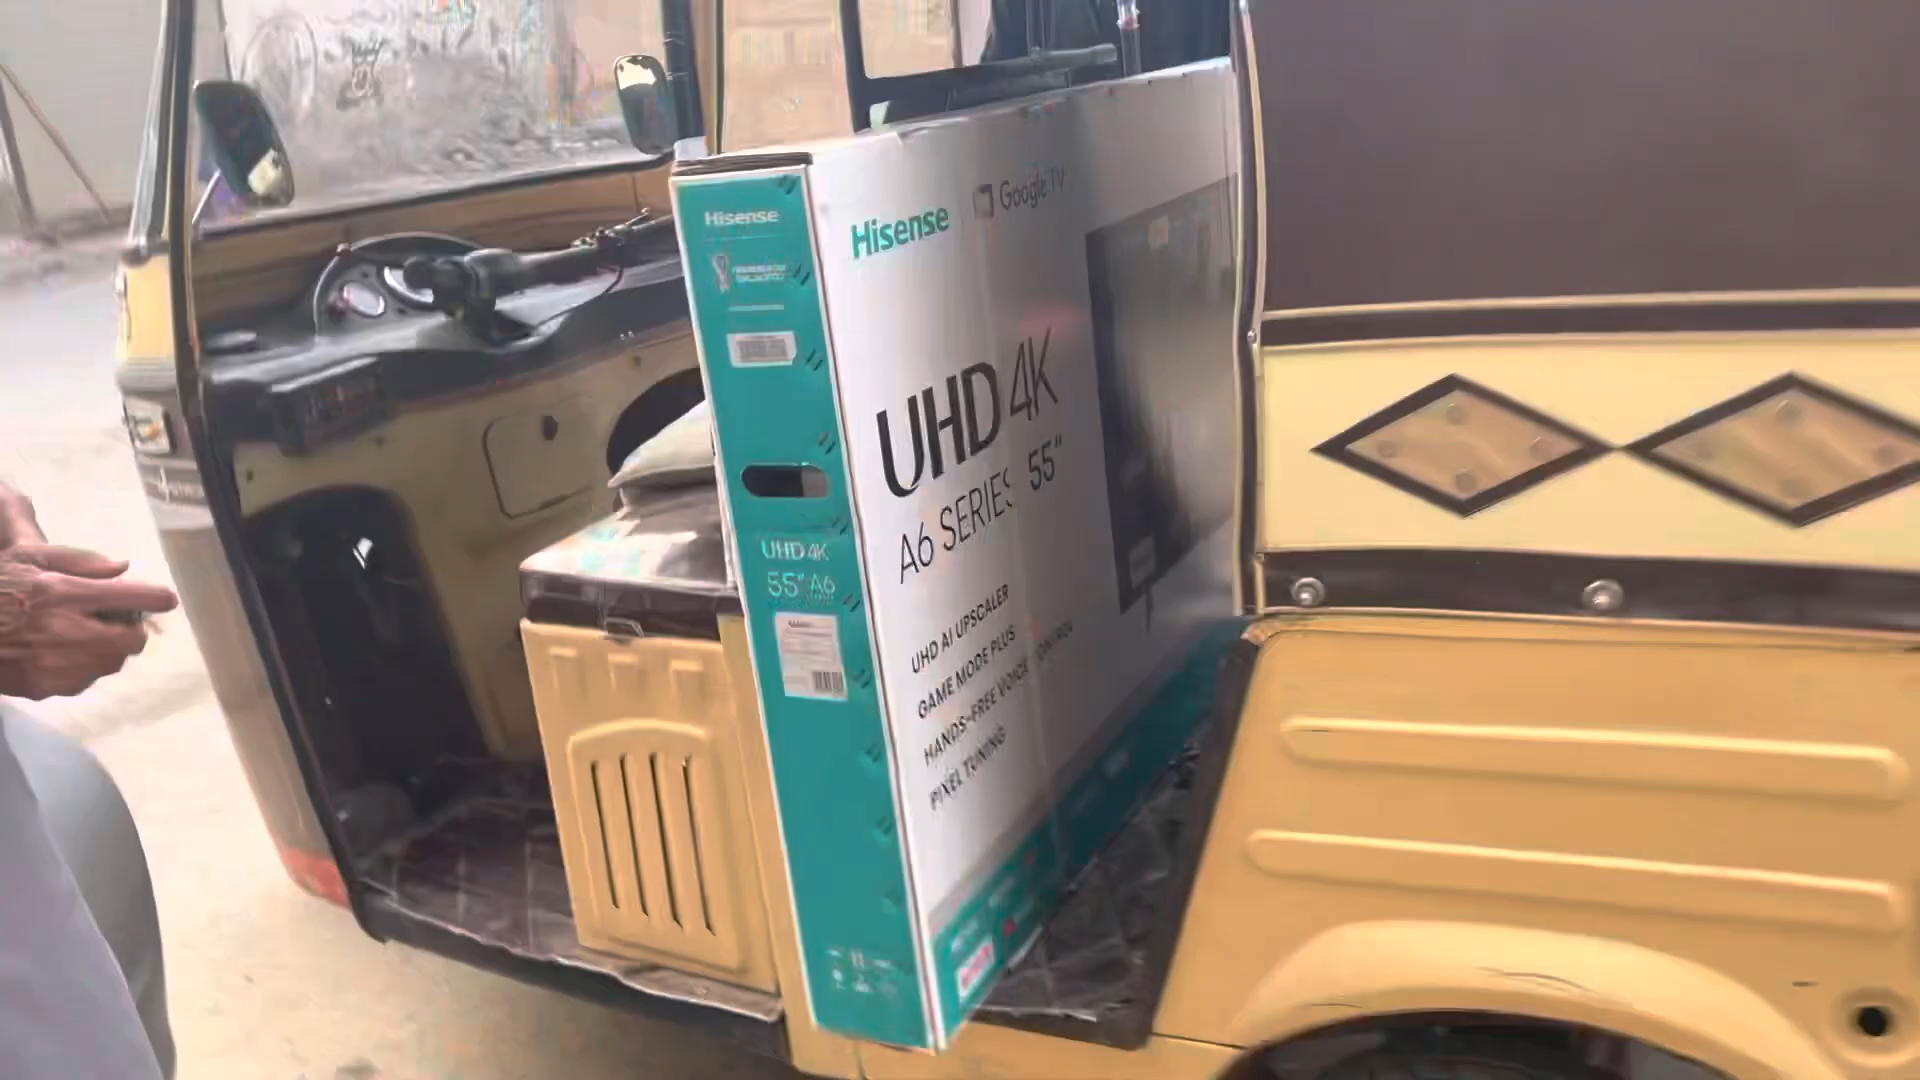 Hisense
UHD 4K
55" A6
Hisense
Google TV
UHD 4K
A6 SERIES 55"
UHD AI UPSCALER
GAME MODE PLUS
HANDS-FREE VOICE CONTROL
PIXEL TUNING